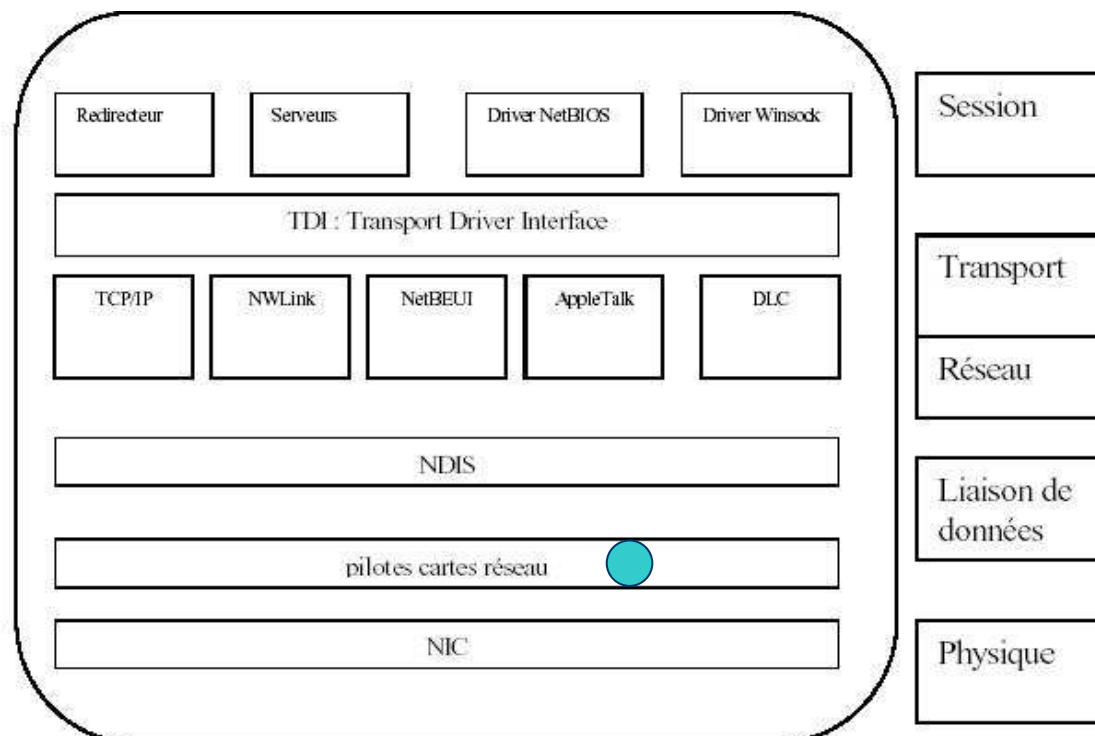 Redirecteur
Serveurs
Driver NetBIOS
Driver Winsock
TDI : Transport Driver Interface
TCP/IP
NWLink
NetBEUI
AppleTalk
DLC
NDIS
pilotes cartes réseau
NIC
Session
Transport
Réseau
Liaison de
données
Physique